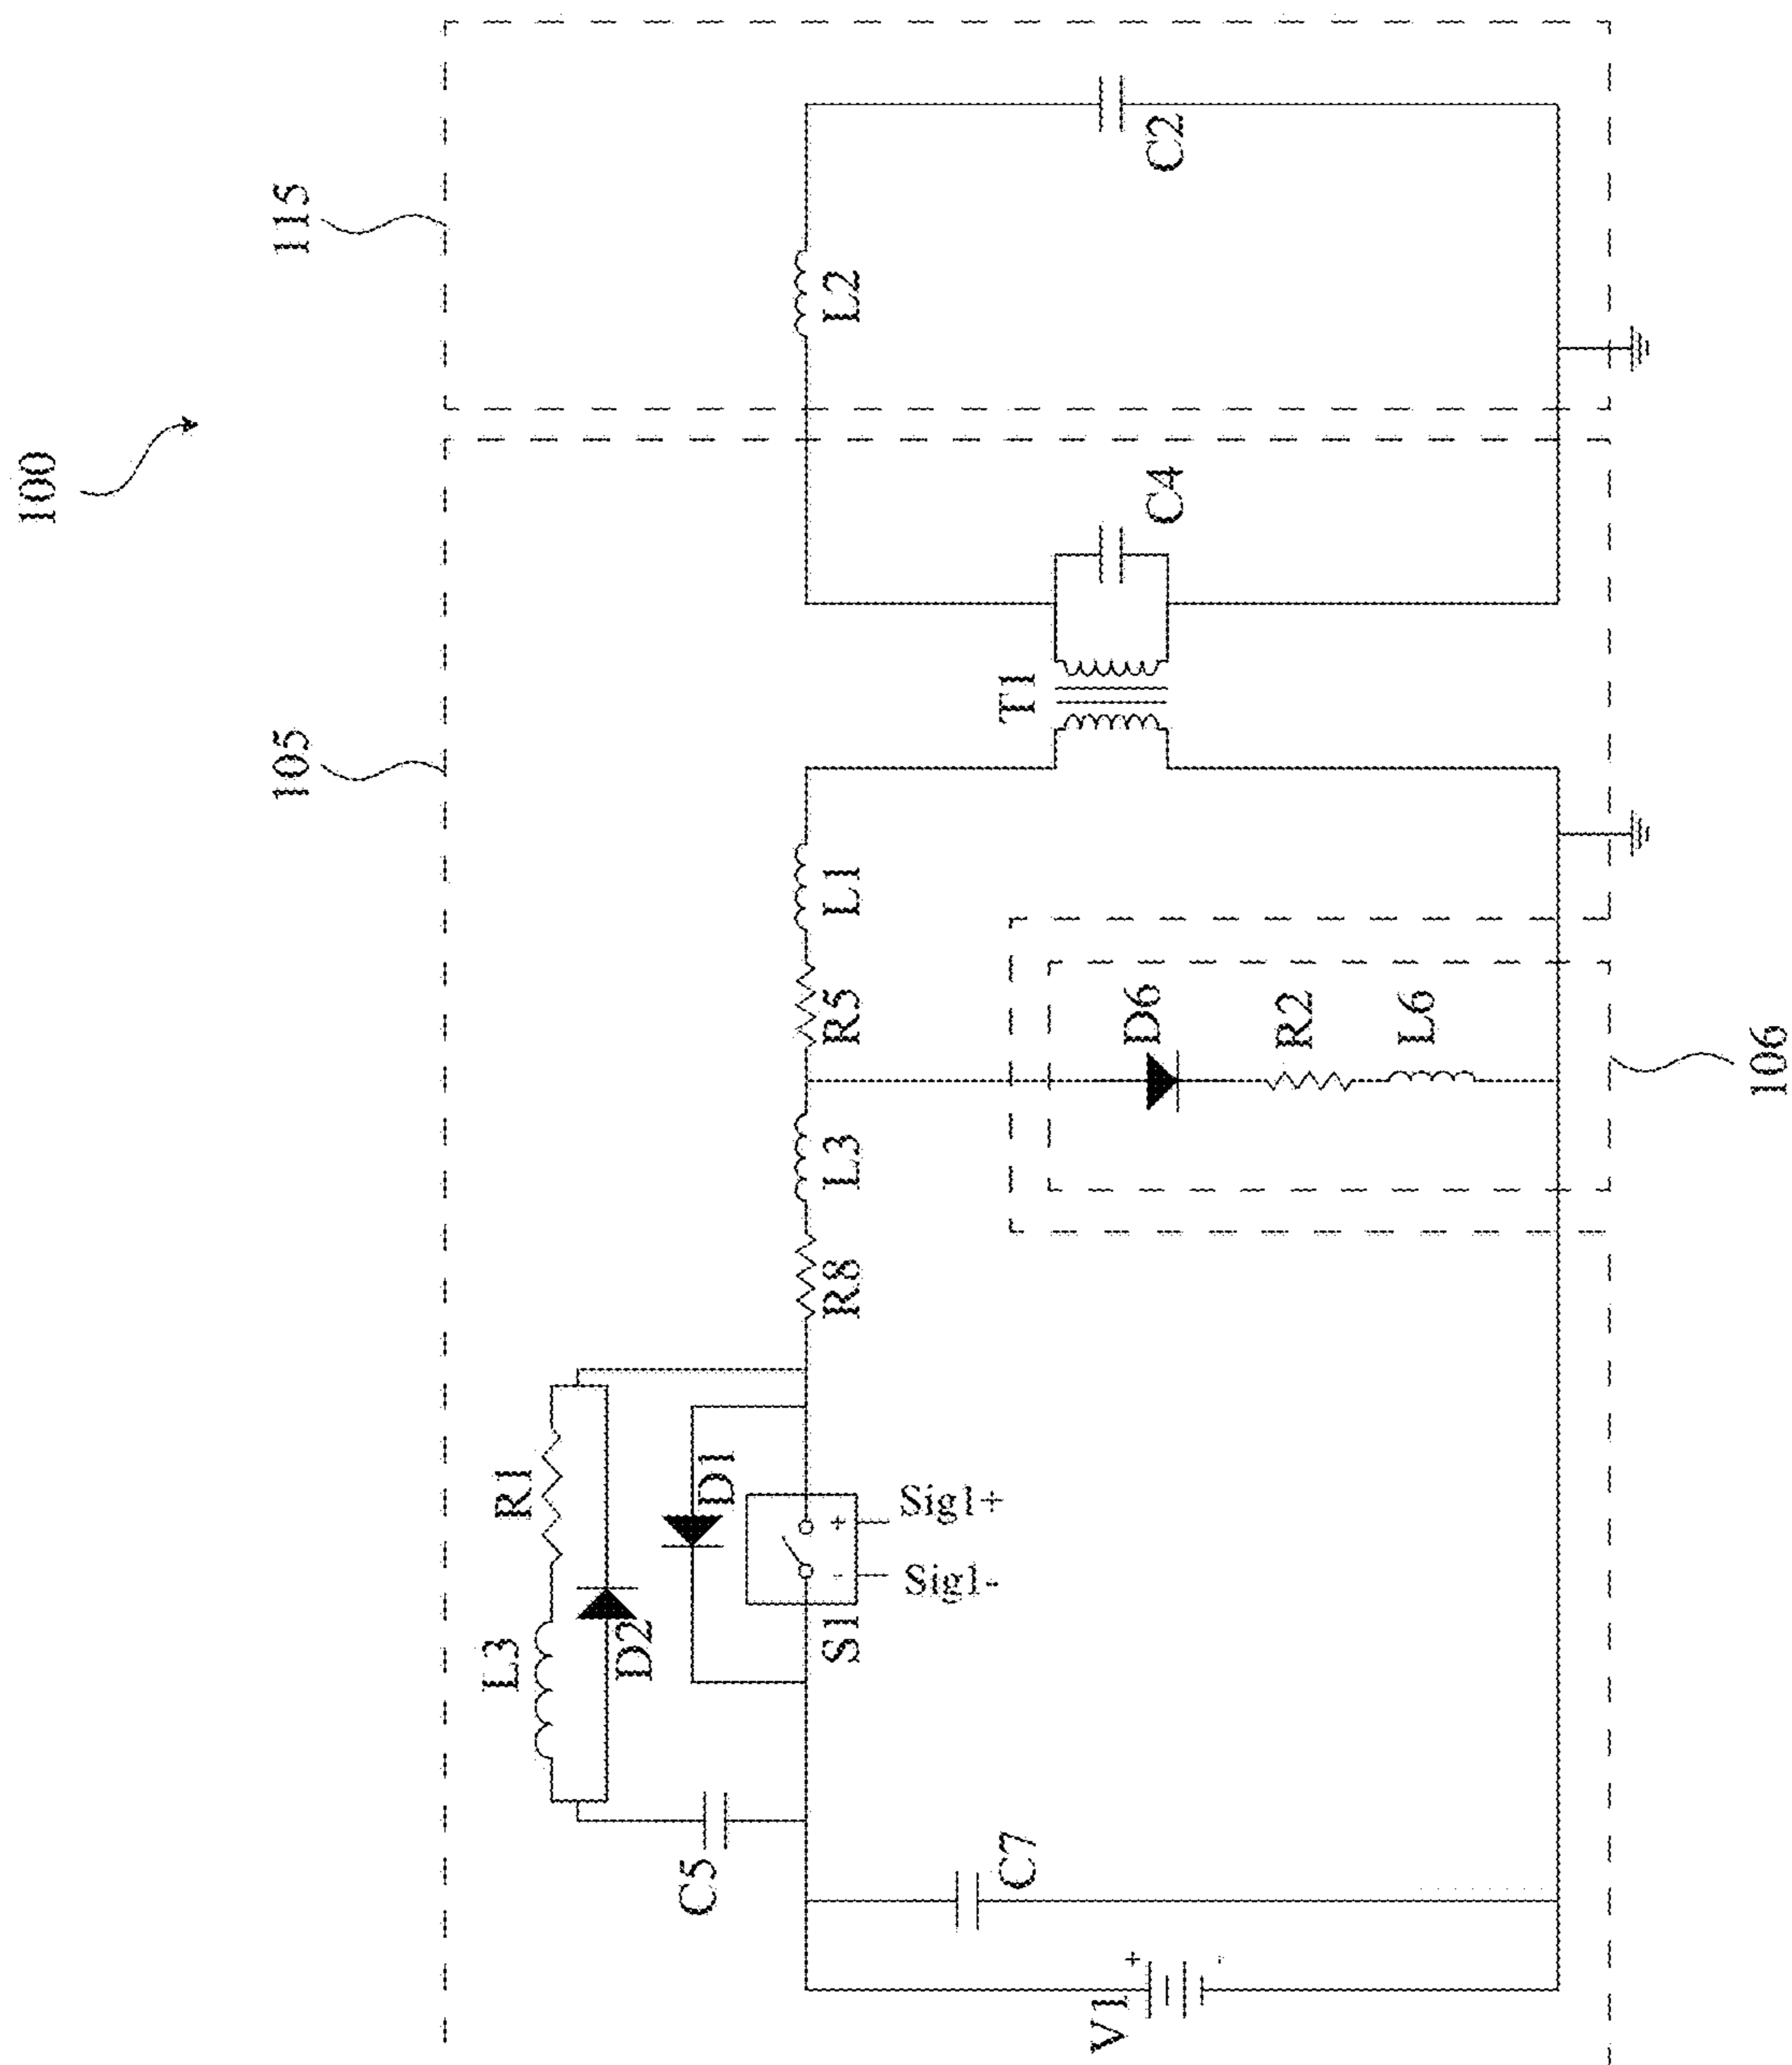 100
105
115
L3
R1
D2
C5
D1
S1
Sig1-
Sig1+
R8
L3
R5
L1
T1
C4
L2
C2
V1
+
-
C7
-
+
D6
R2
L6
106